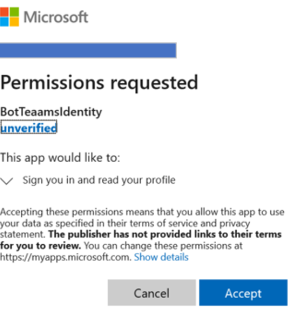 Microsoft
Permissions requested
BotTeaamsIdentity
unverified
This app would like to:
Sign you in and read your profile
Accepting these permissions means that you allow this app to use
your data as specified in their terms of service and privacy
statement. The publisher has not provided links to their terms
for you to review. You can change these permissions at
https://myapps.microsoft.com. Show details
Cancel
Accept